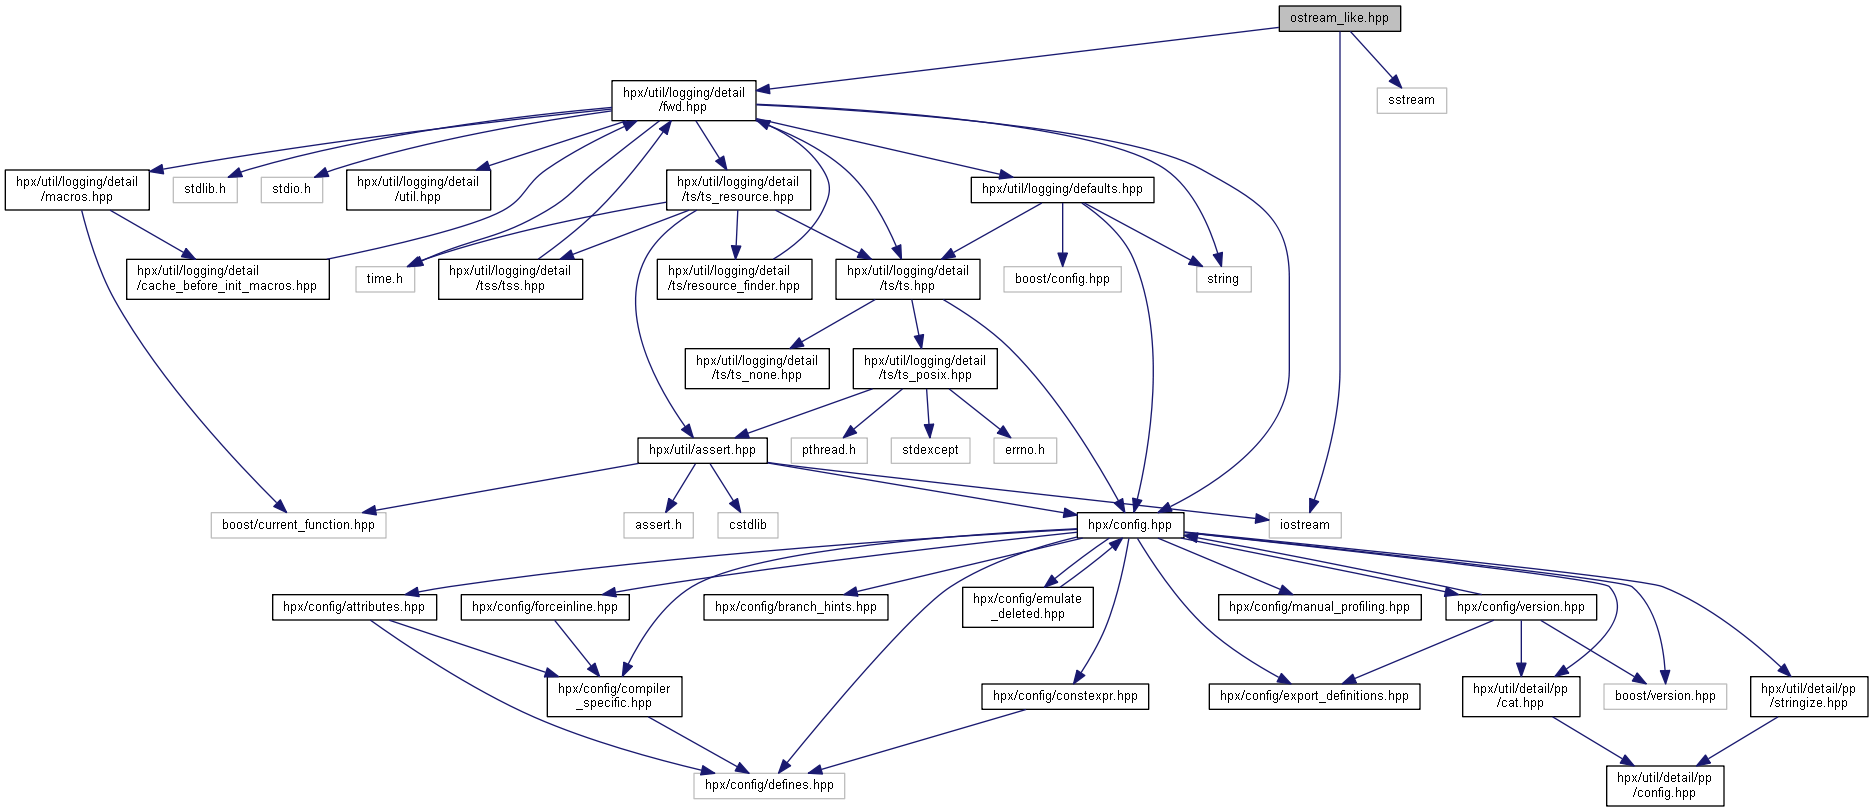 ostream_like.hpp
hpx/util/logging/detail
/fwd.hpp
sstream
hpx/util/logging/detail
/macros.hpp
stdlib.h
stdio.h
hpx/util/logging/detail
/util.hpp
hpx/util/logging/detail
/ts/ts_resource.hpp
hpx/util/logging/defaults.hpp
hpx/util/logging/detail
/cache_before_init_macros.hpp
time.h
hpx/util/logging/detail
/tss/tss.hpp
hpx/util/logging/detail
/ts/resource_finder.hpp
hpx/util/logging/detail
/ts/ts.hpp
boost/config.hpp
string
hpx/util/logging/detail
/ts/ts_none.hpp
hpx/util/logging/detail
/ts/ts_posix.hpp
hpx/util/assert.hpp
pthread.h
stdexcept
errno.h
boost/current_function.hpp
assert.h
cstdlib
hpx/config.hpp
iostream
hpx/config/attributes.hpp
hpx/config/forceinline.hpp
hpx/config/branch_hints.hpp
hpx/config/emulate
_deleted.hpp
hpx/config/manual_profiling.hpp
hpx/config/version.hpp
hpx/config/compiler
_specific.hpp
hpx/config/constexpr.hpp
hpx/config/export_definitions.hpp
hpx/util/detail/pp
/cat.hpp
boost/version.hpp
hpx/util/detail/pp
/stringize.hpp
hpx/config/defines.hpp
hpx/util/detail/pp
/config.hpp